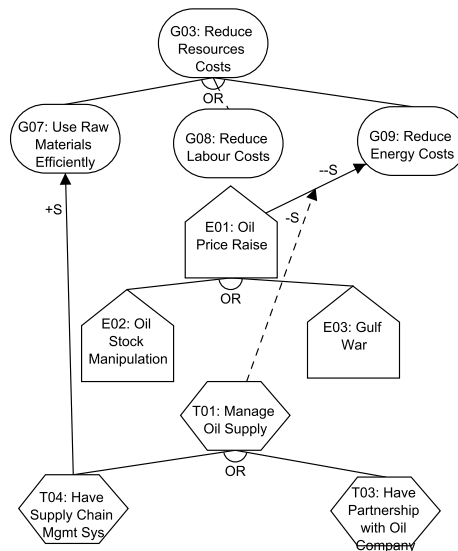 G03: Reduce
Resources
Costs
OR
G07: Use Raw
Materials
Efficiently
G08: Reduce
Labour Costs
G09: Reduce
Energy Costs
--S
+S
-S
E01: Oil
Price Raise
OR
E02: Oil
Stock
Manipulation
E03: Gulf
War
T01: Manage
Oil Supply
OR
T04: Have
Supply Chain
Mgmt Sys
T03: Have
Partnership
with Oil
Company